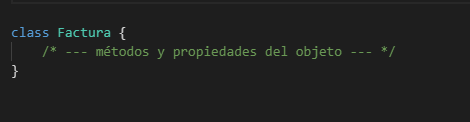 class Factura {
/* --- métodos y propiedades del objeto --- */
}